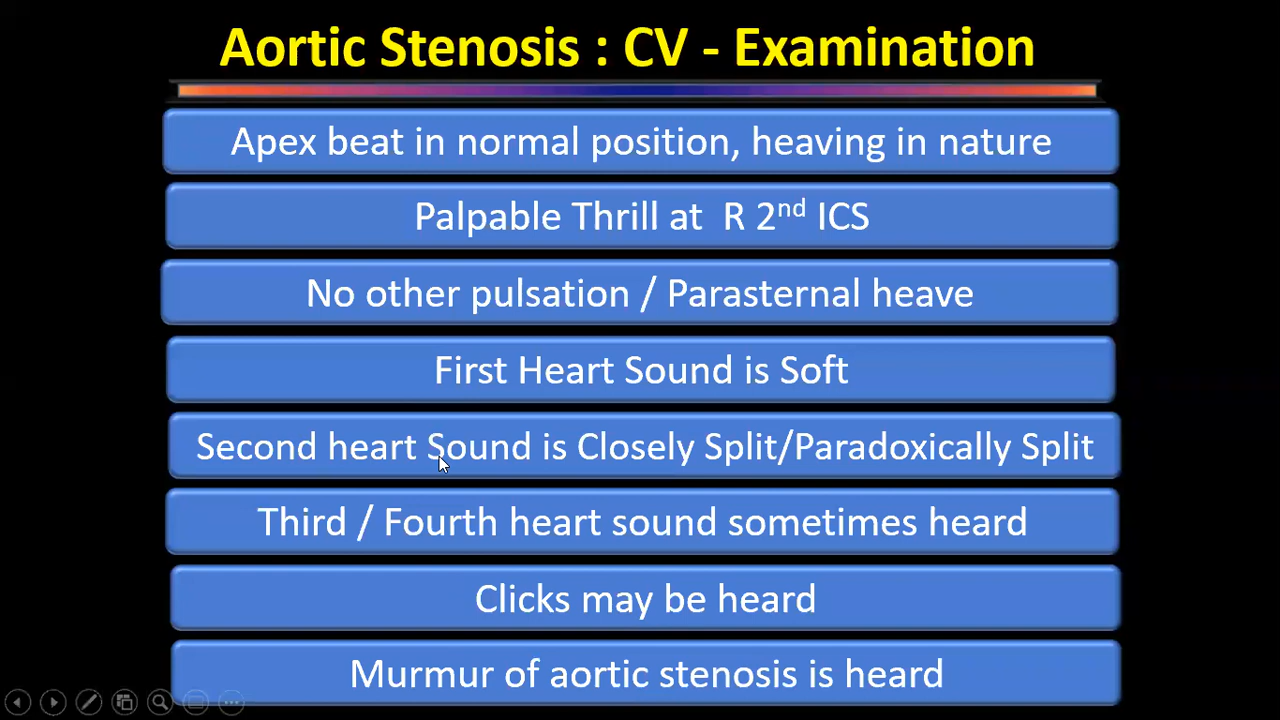 Aortic Stenosis : CV - Examination
Apex beat in normal position, heaving in nature
Palpable Thrill at R 2nd ICS
No other pulsation / Parasternal heave
First Heart Sound is Soft
Second heart Sound is Closely Split/Paradoxically Split
Third / Fourth heart sound sometimes heard
Clicks may be heard
Murmur of aortic stenosis is heard